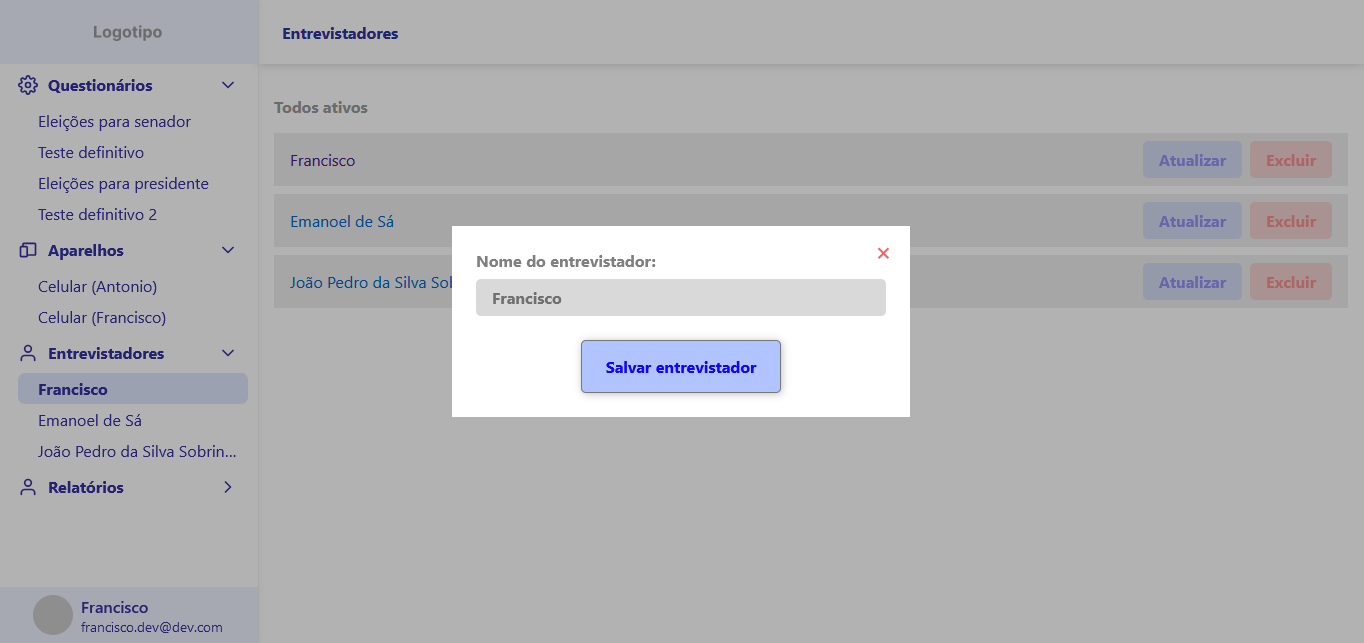 Logotipo
Questionários
Eleições para senador
Teste definitivo
Eleições para presidente
Teste definitivo 2
Aparelhos
Celular (Antonio)
Celular (Francisco)
Entrevistadores
Francisco
Emanoel de Sá
João Pedro da Silva Sobrin...
Relatórios
Francisco
francisco.dev@dev.com
Entrevistadores
Todos ativos
Francisco Atualizar Excluir
Emanoel de Sá Atualizar Excluir
João Pedro da Silva Atualizar Excluir
Nome do entrevistador:
Francisco
Salvar entrevistador